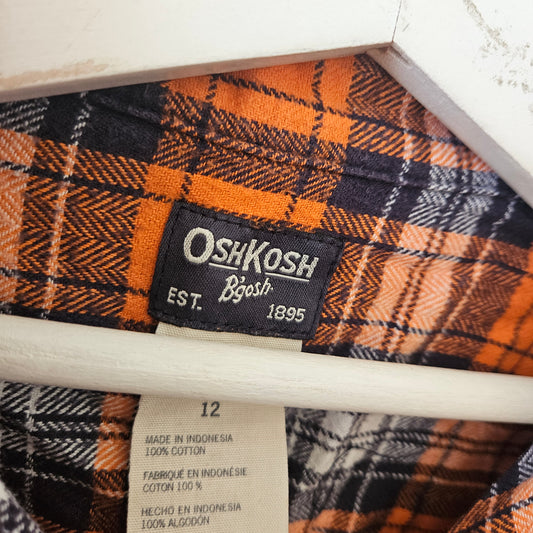 OSHKOSH
B'gosh
EST. 1895
12
MADE IN INDONESIA
100% COTTON
FABRIQUÉ EN INDONÉSIE
COTON 100 %
HECHO EN INDONESIA
100% ALGODÓN